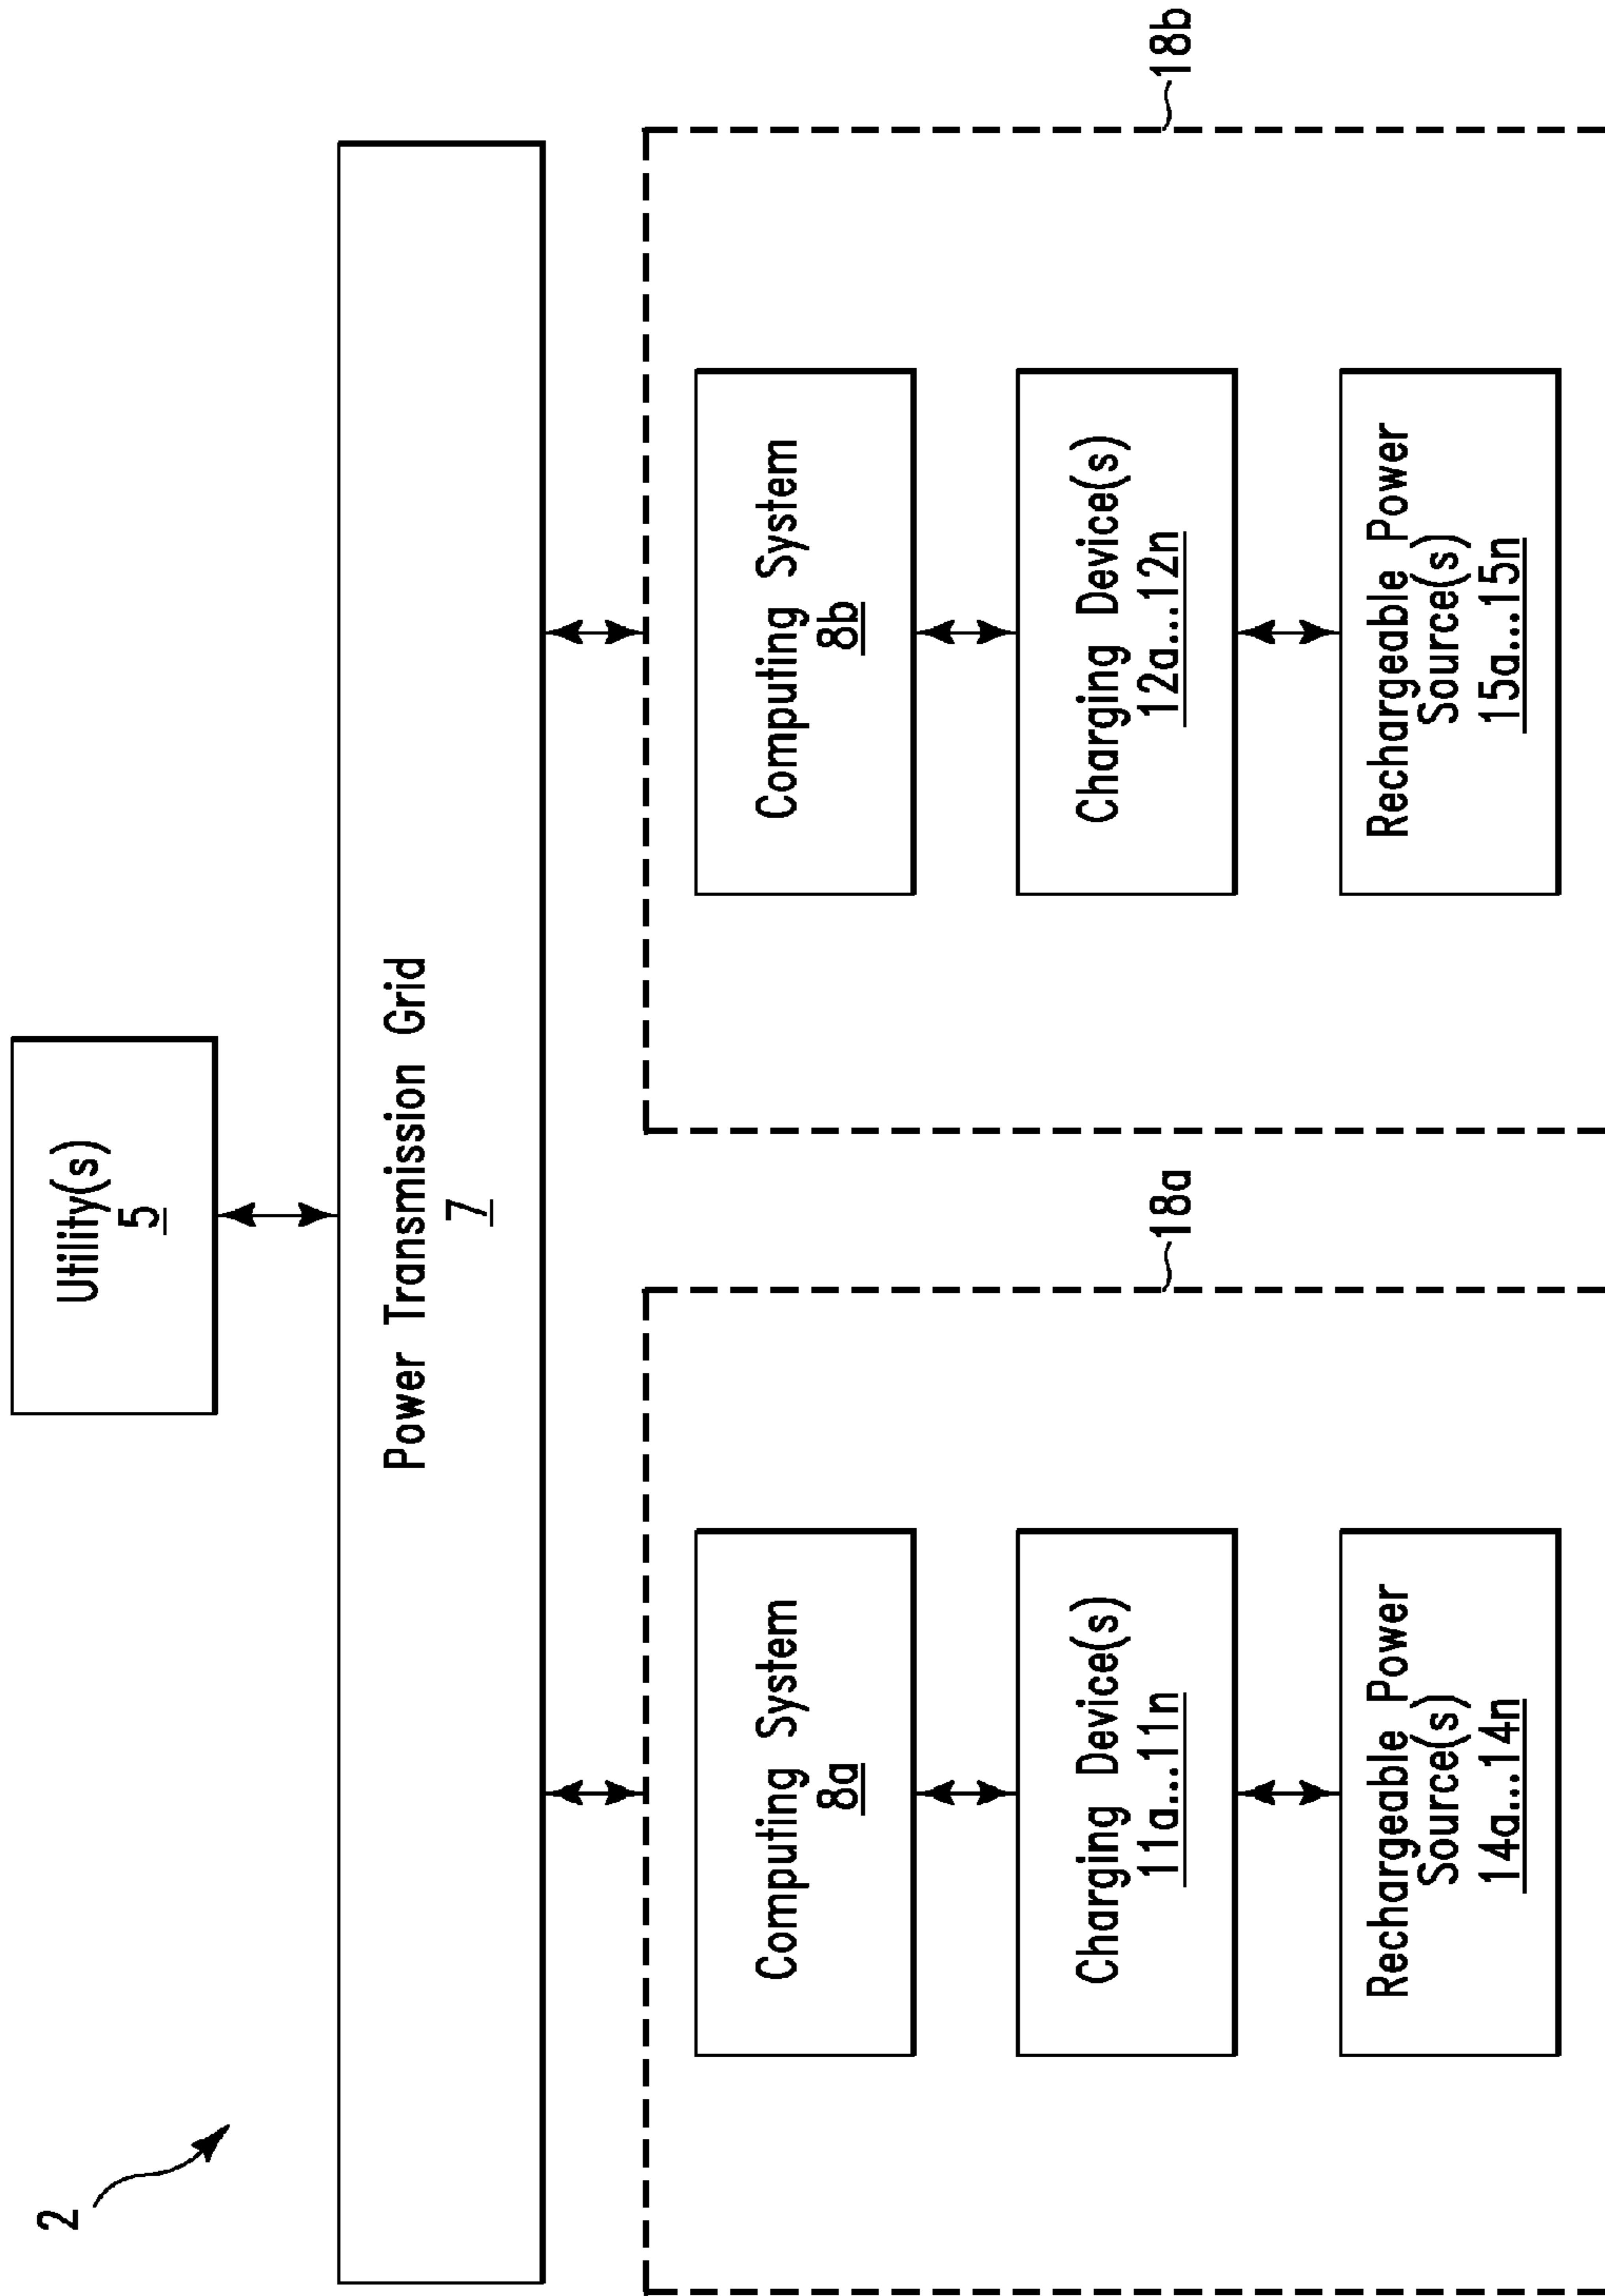 2
Utility(s)
5
Power Transmission Grid
7
Computing System
8a
Charging Device(s)
11a...11n
Rechargeable Power
Source(s)
14a...14n
18a
Computing System
8b
Charging Device(s)
12a...12n
Rechargeable Power
Source(s)
15a...15n
18b